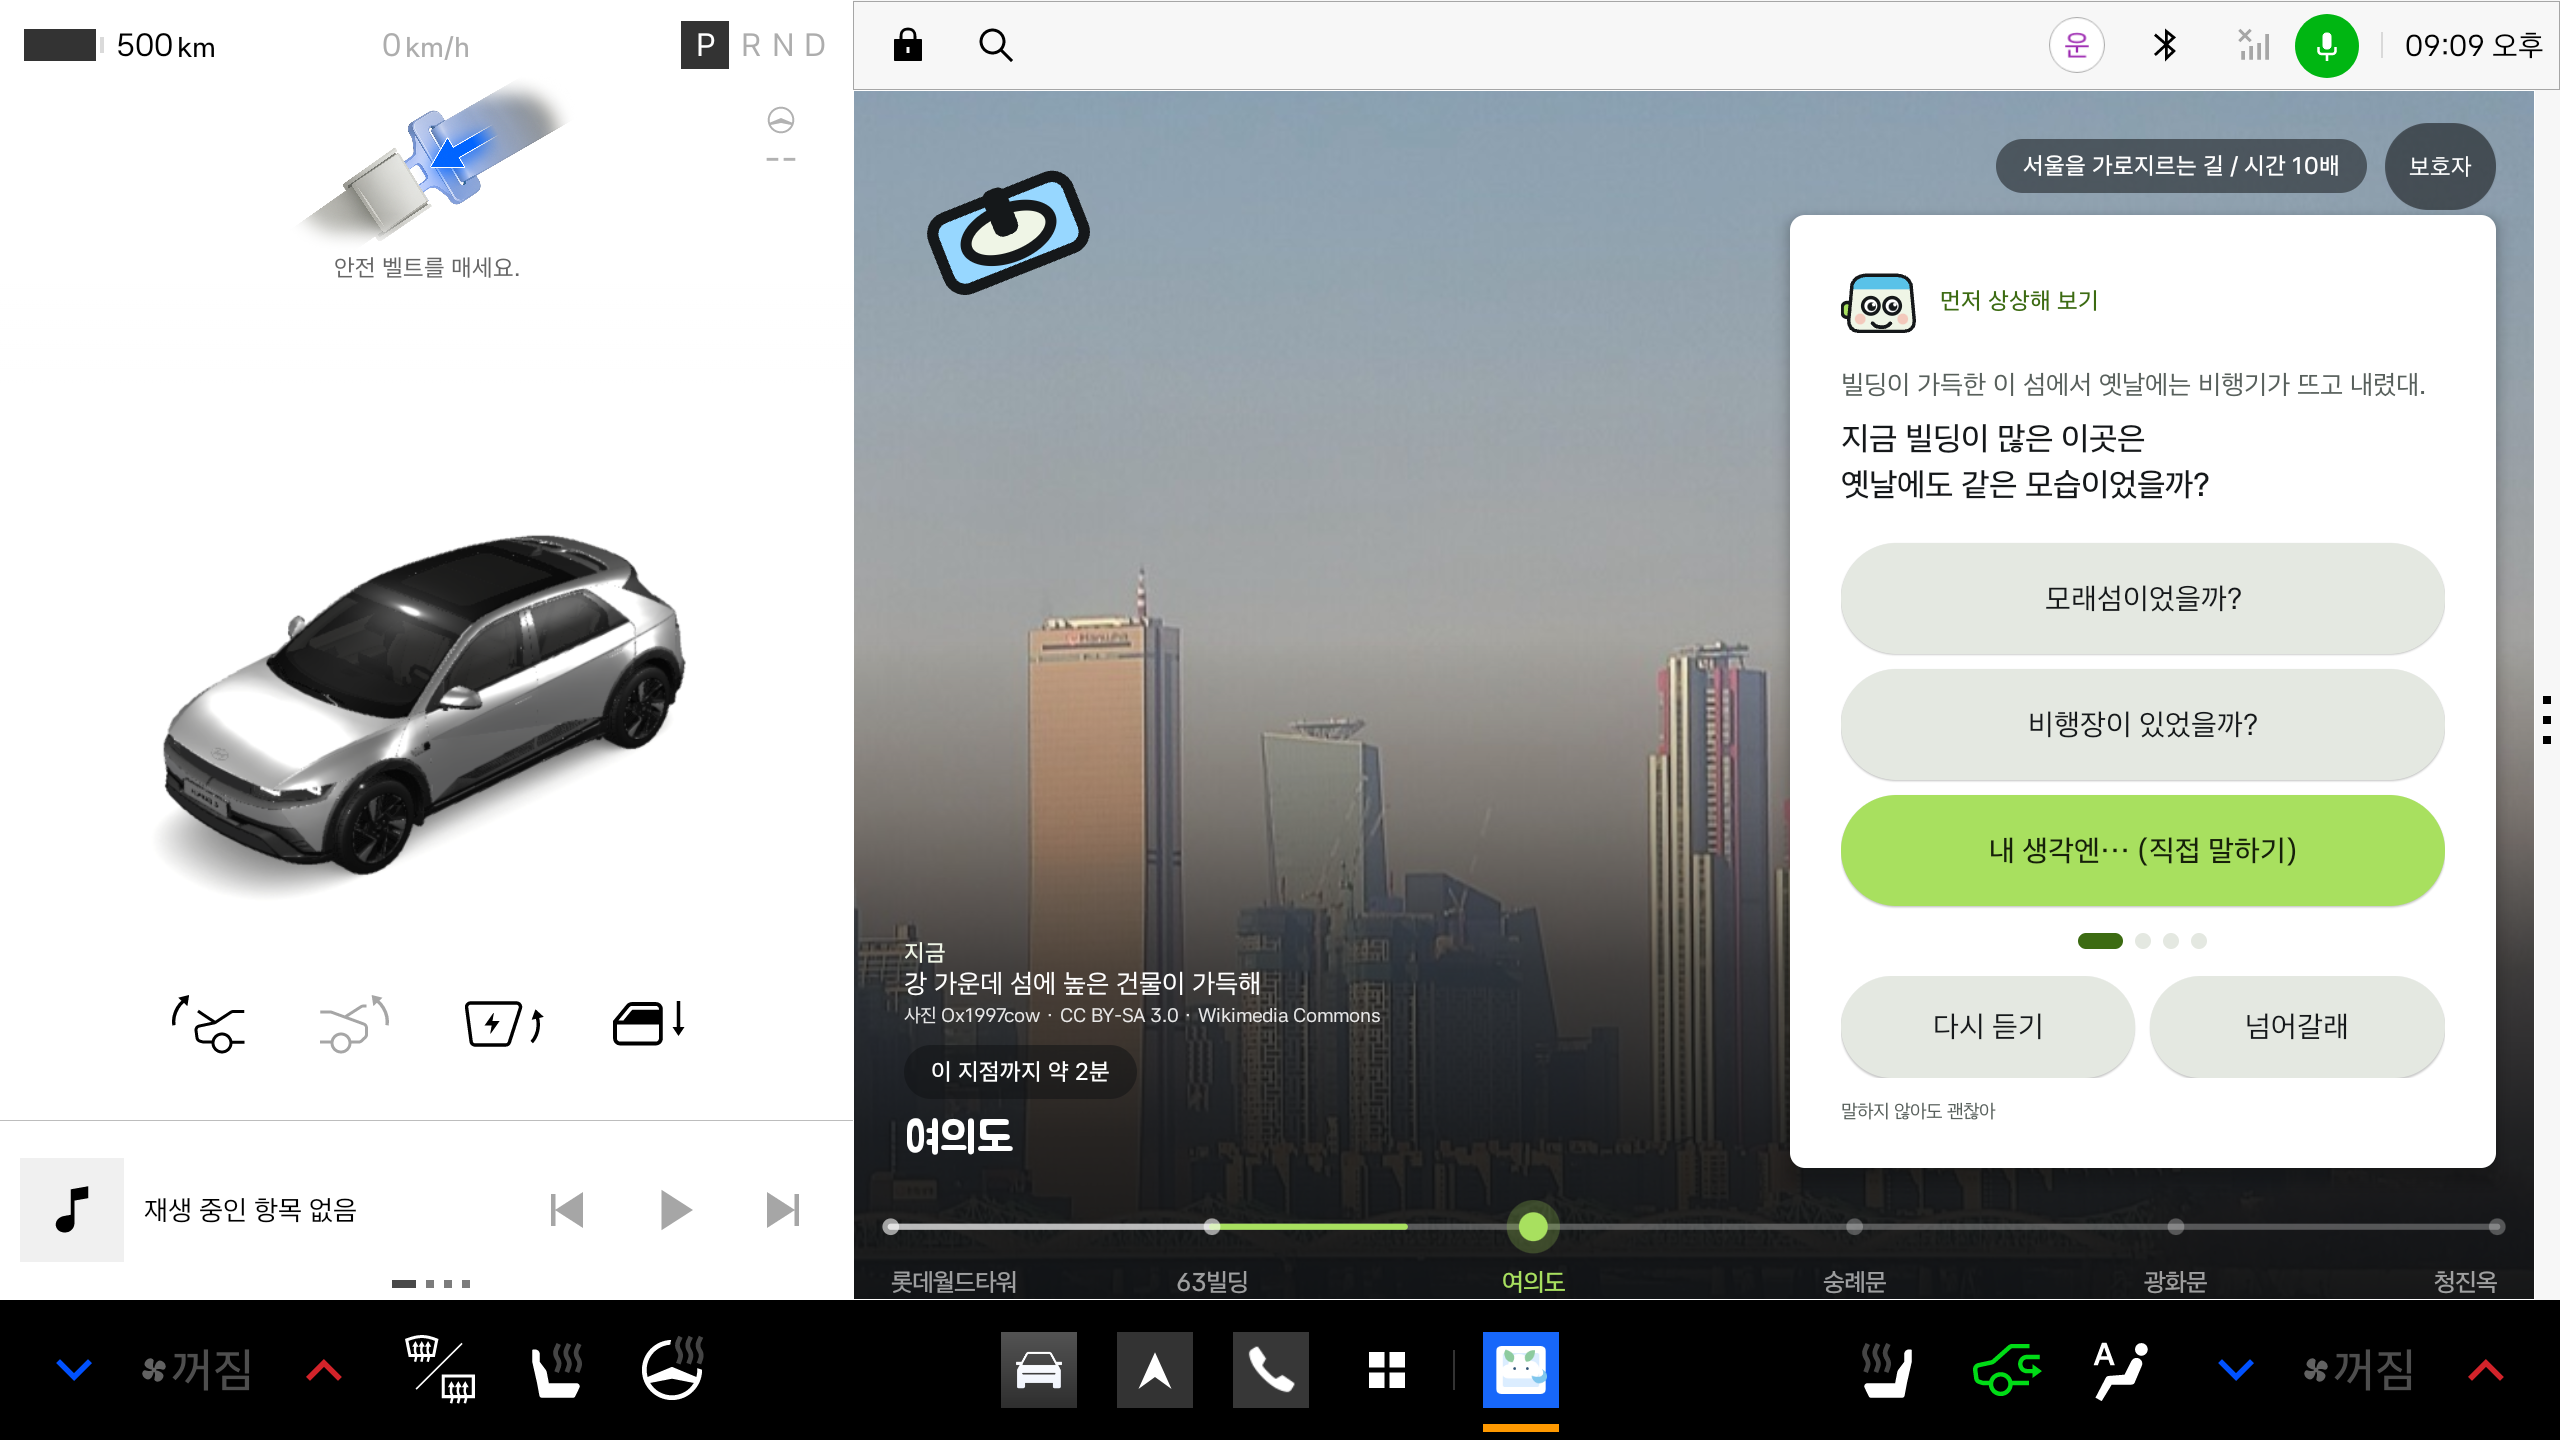 500 km
0 km/h
P R N D
운
09:09 오후
안전 벨트를 매세요.
서울을 가로지르는 길 / 시간 10배
보호자
먼저 상상해 보기
빌딩이 가득한 이 섬에서 옛날에는 비행기가 뜨고 내렸대.
지금 빌딩이 많은 이곳은
옛날에도 같은 모습이었을까?
모래섬이었을까?
비행장이 있었을까?
내 생각엔… (직접 말하기)
다시 듣기
넘어갈래
말하지 않아도 괜찮아
Hanwha
지금
강 가운데 섬에 높은 건물이 가득해
사진 Ox1997cow · CC BY-SA 3.0 · Wikimedia Commons
이 지점까지 약 2분
여의도
롯데월드타워
63빌딩
여의도
숭례문
광화문
청진옥
재생 중인 항목 없음
꺼짐
A
꺼짐